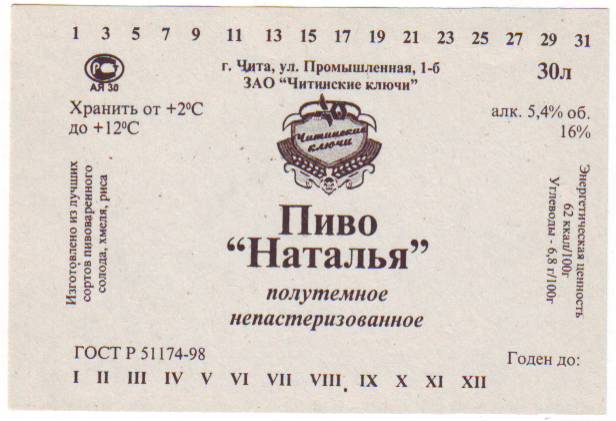 1 3 5 7 9 11 13 15 17 19 21 23 25 27 29 31
РСТ
АЯ 30
г. Чита, ул. Промышленная, 1-б
ЗАО “Читинские ключи”
30л
Хранить от +2°С
до +12°С
алк. 5,4% об.
16%
Читинские
ключи
Изготовлено из лучших
сортов пивоваренного
солода, хмеля, риса
Пиво
“Наталья”
полутемное
непастеризованное
Энергетическая ценность
62 ккал/100г
Углеводы - 6,8 г/100г
ГОСТ Р 51174-98
Годен до:
I II III IV V VI VII VIII IX X XI XII